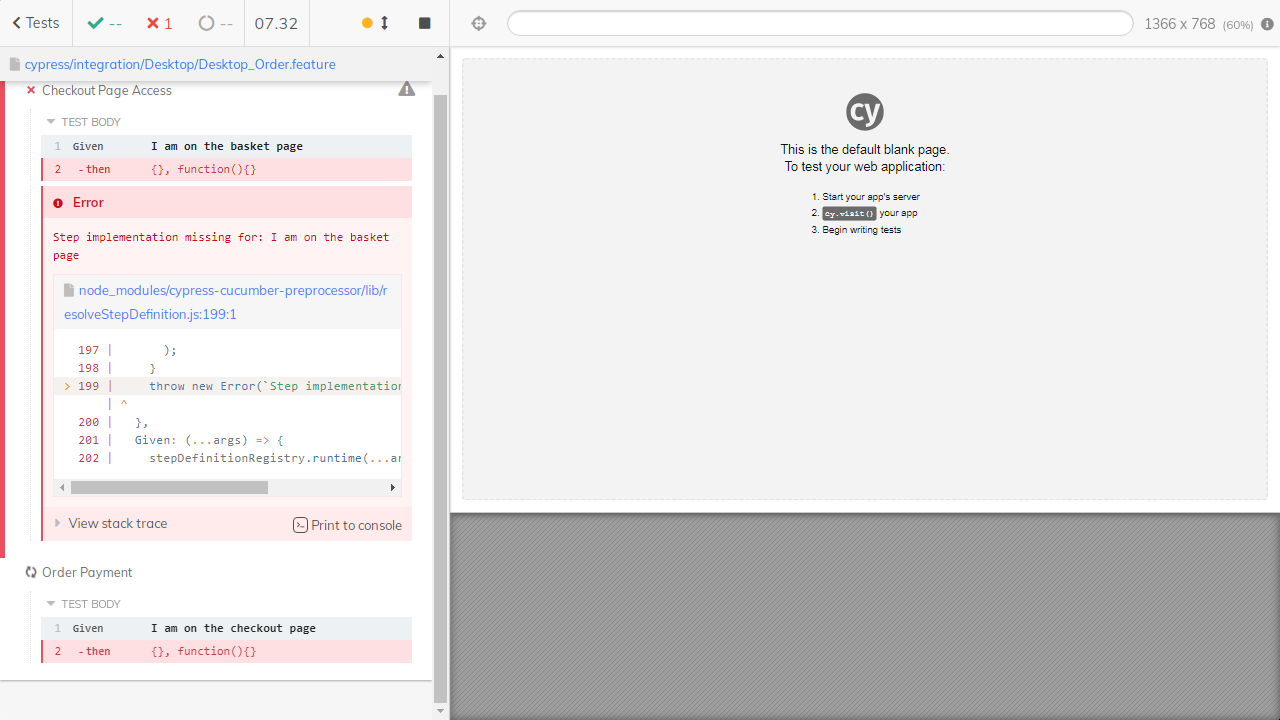 Tests
--
1
--
07.32
1366 x 768 (60%)
cypress/integration/Desktop/Desktop_Order.feature
Checkout Page Access
TEST BODY
1 Given I am on the basket page
2 -then {}, function(){}
Error
Step implementation missing for: I am on the basket
page
node_modules/cypress-cucumber-preprocessor/lib/r
esolveStepDefinition.js:199:1
197 | );
198 | }
> 199 | throw new Error(`Step implementation
| ^
200 | },
201 | Given: (...args) => {
202 | stepDefinitionRegistry.runtime(...ar
View stack trace
Print to console
Order Payment
TEST BODY
1 Given I am on the checkout page
2 -then {}, function(){}
cy
This is the default blank page.
To test your web application:
1. Start your app's server
2. cy.visit() your app
3. Begin writing tests